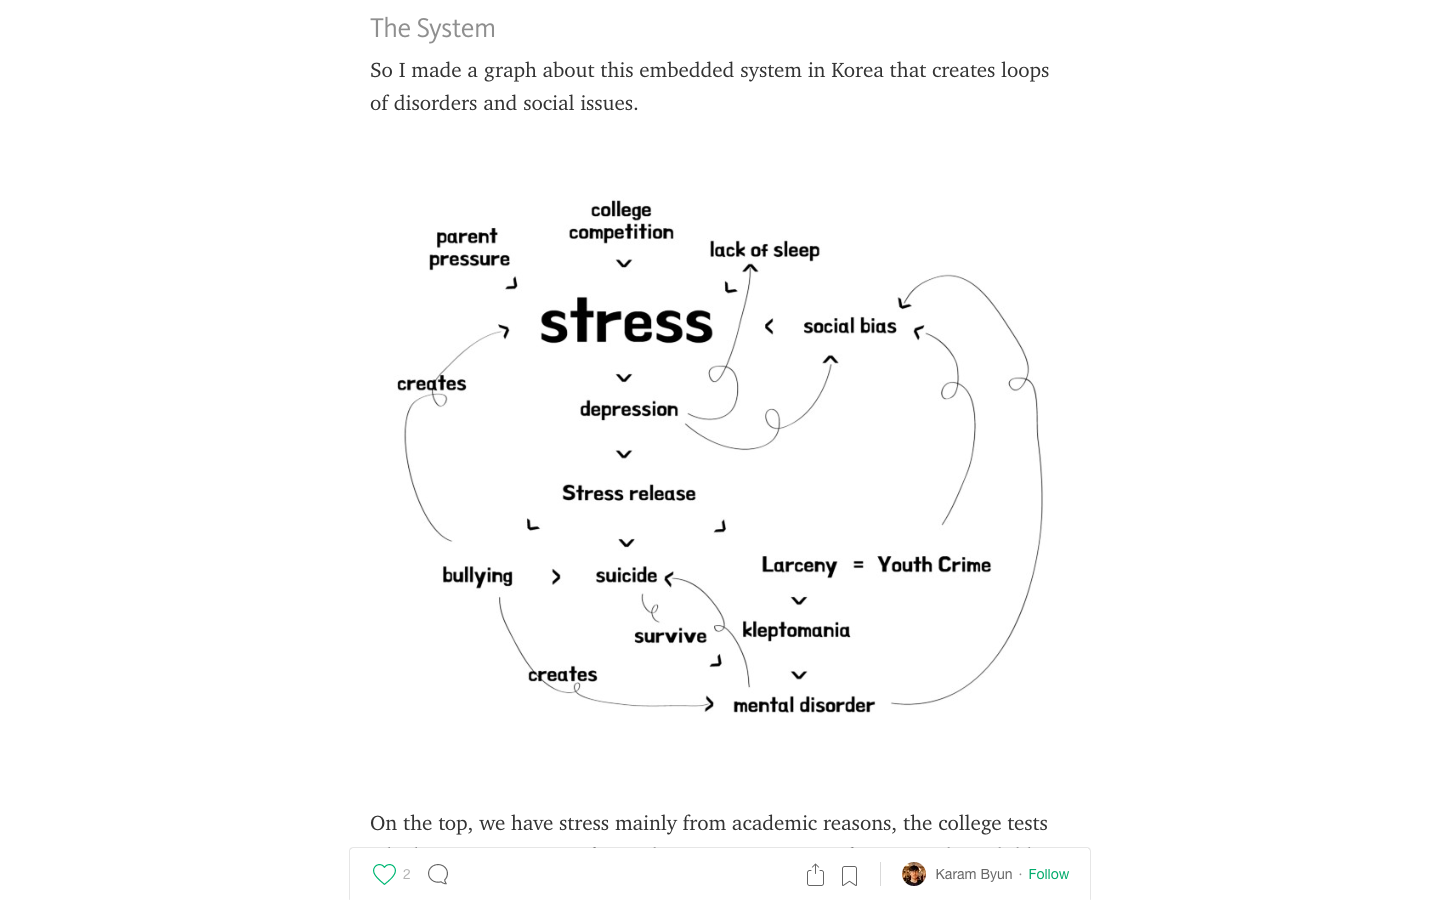 The System
So I made a graph about this embedded system in Korea that creates loops
of disorders and social issues.
college
competition
parent
pressure
lack of sleep
stress
social bias
creates
depression
Stress release
bullying
suicide
Larceny = Youth Crime
survive
kleptomania
creates
mental disorder
On the top, we have stress mainly from academic reasons, the college tests
2
Karam Byun · Follow